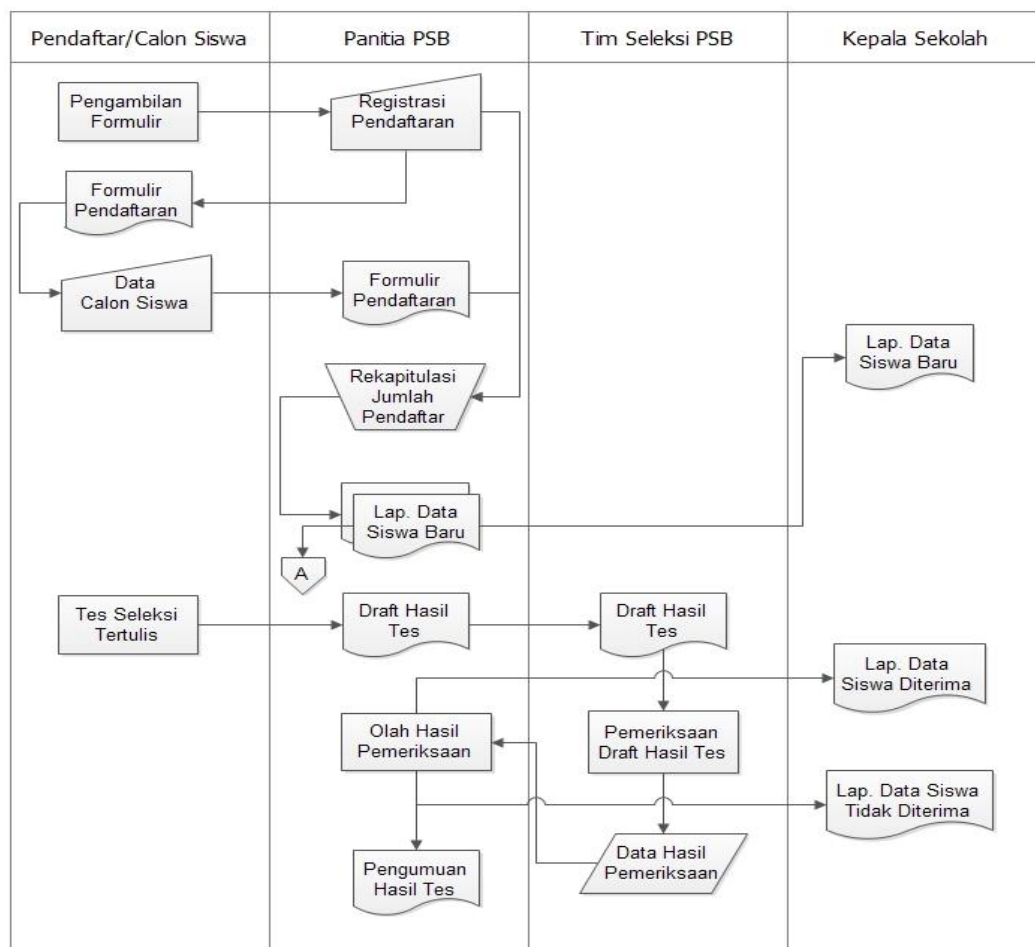 Pendaftar/Calon Siswa
Panitia PSB
Tim Seleksi PSB
Kepala Sekolah
Pengambilan
Formulir
Registrasi
Pendaftaran
Formulir
Pendaftaran
Data
Calon Siswa
Formulir
Pendaftaran
Lap. Data
Siswa Baru
Rekapitulasi
Jumlah
Pendaftar
Lap. Data
Siswa Baru
A
Tes Seleksi
Tertulis
Draft Hasil
Tes
Draft Hasil
Tes
Lap. Data
Siswa Diterima
Olah Hasil
Pemeriksaan
Pemeriksaan
Draft Hasil Tes
Lap. Data Siswa
Tidak Diterima
Pengumuan
Hasil Tes
Data Hasil
Pemeriksaan